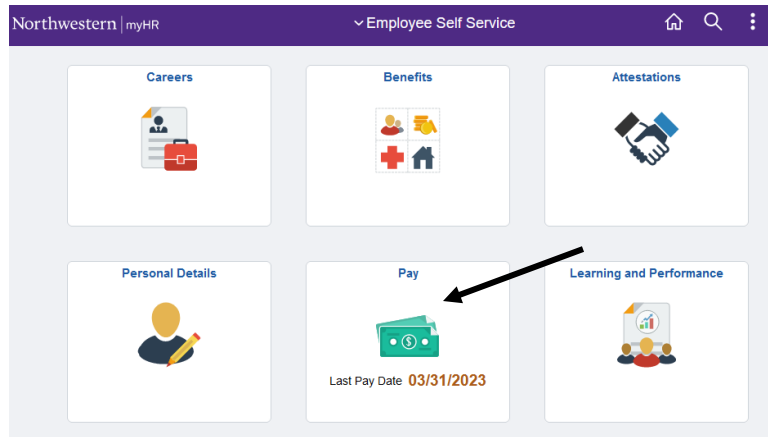 Northwestern | myHR
Employee Self Service
Careers
Benefits
Attestations
Personal Details
Pay
Learning and Performance
$
Last Pay Date 03/31/2023